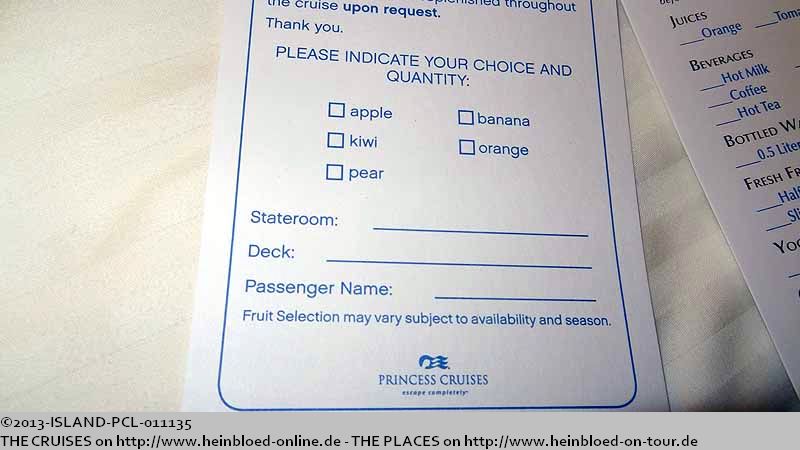 the cruise upon request.
replenished throughout
Thank you.
PLEASE INDICATE YOUR CHOICE AND
QUANTITY:
apple
banana
kiwi
orange
pear
Stateroom:
Deck:
Passenger Name:
Fruit Selection may vary subject to availability and season.
PRINCESS CRUISES
escape completely
JUICES
Orange
BEVERAGES
Hot Milk
Coffee
Hot Tea
BOTTLED
0.5
FRESH
©2013-ISLAND-PCL-011135
THE CRUISES on http://www.heinbloed-online.de - THE PLACES on http://www.heinbloed-on-tour.de